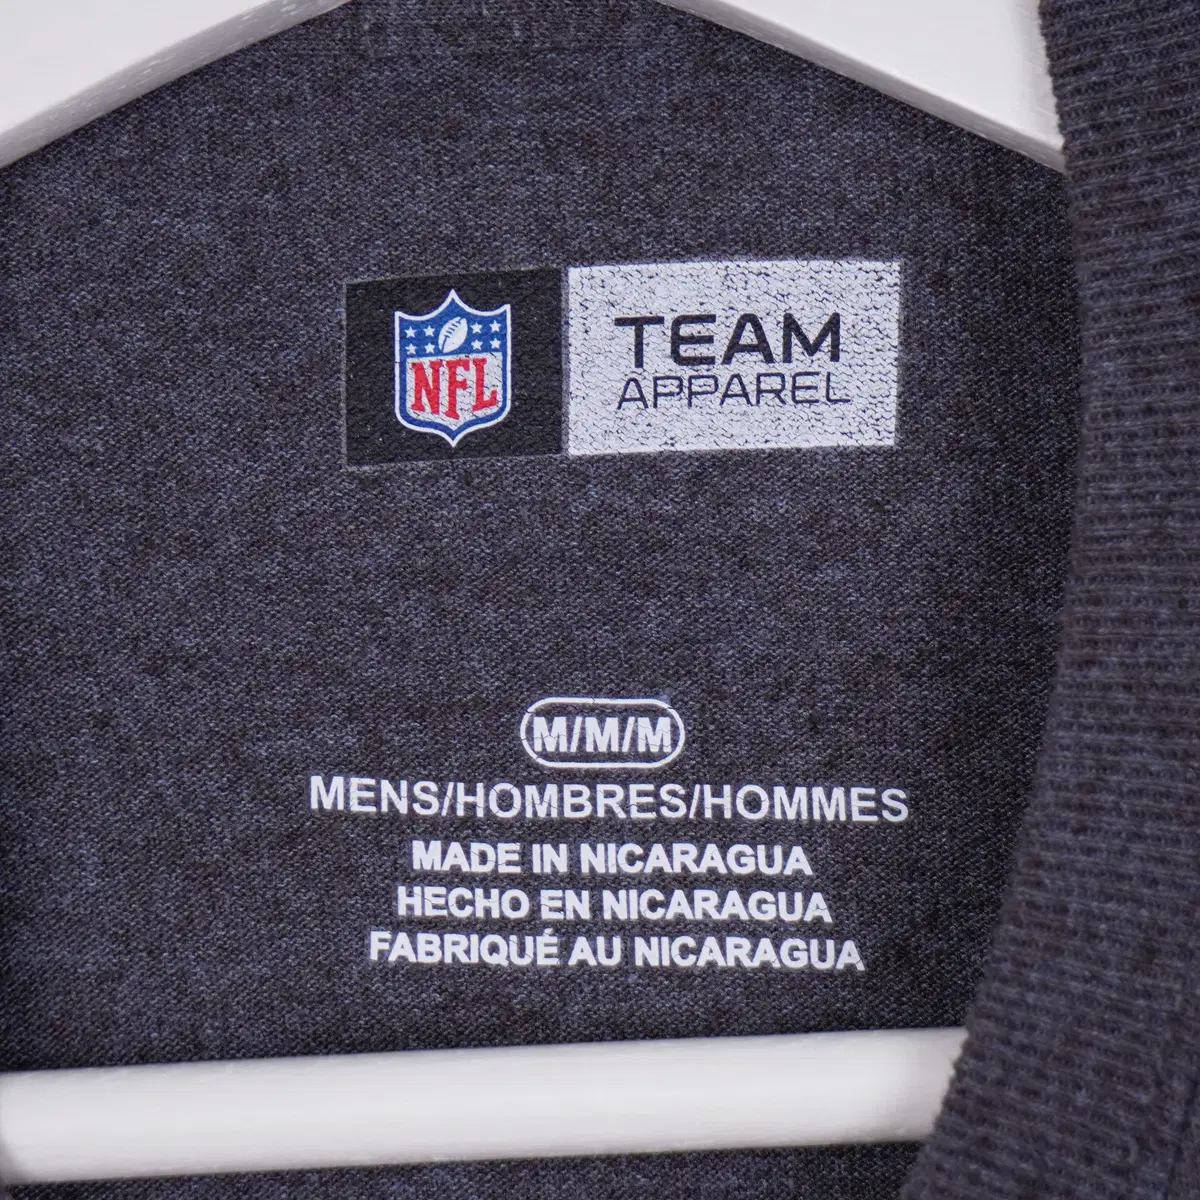 NFL
TEAM
APPAREL
M/M/M
MENS/HOMBRES/HOMMES
MADE IN NICARAGUA
HECHO EN NICARAGUA
FABRIQUÉ AU NICARAGUA